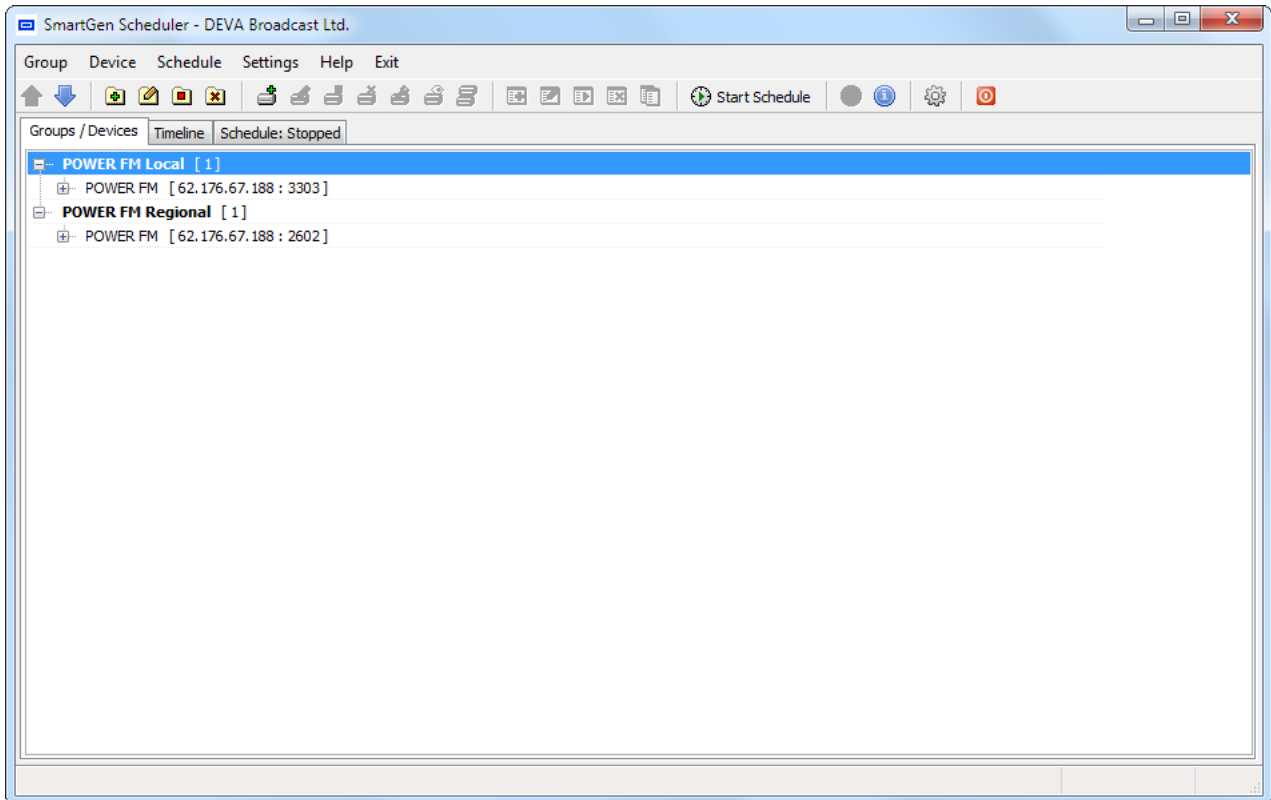 SmartGen Scheduler - DEVA Broadcast Ltd.
Group Device Schedule Settings Help Exit
Start Schedule
Groups / Devices Timeline Schedule: Stopped
POWER FM Local [ 1 ]
POWER FM [ 62.176.67.188 : 3303 ]
POWER FM Regional [ 1 ]
POWER FM [ 62.176.67.188 : 2602 ]